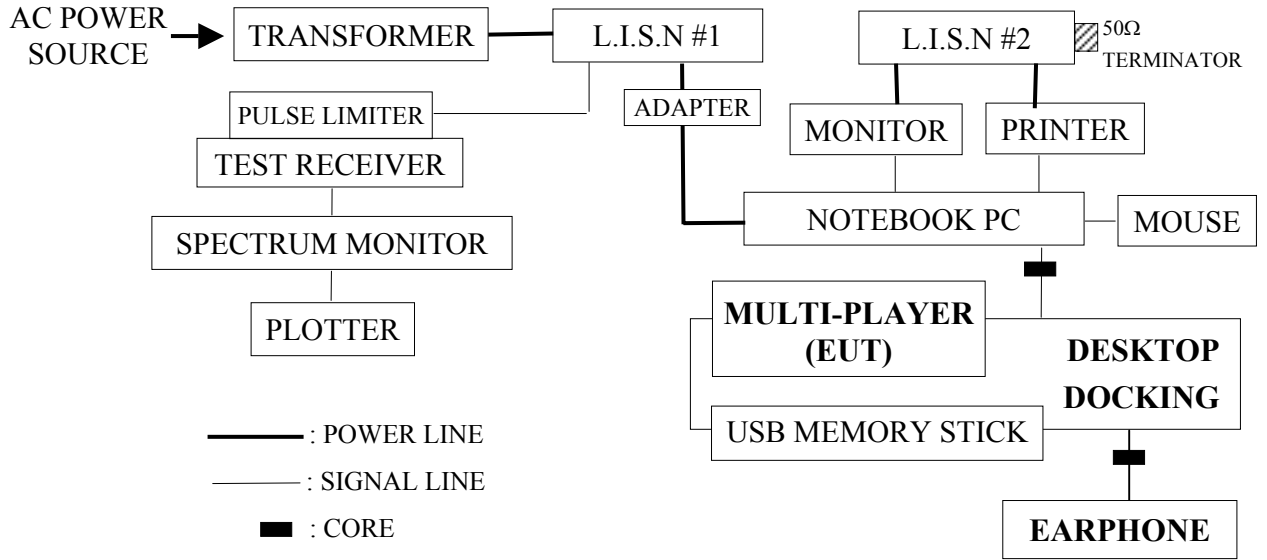 AC POWER
SOURCE
TRANSFORMER
L.I.S.N #1
L.I.S.N #2
50Ω
TERMINATOR
PULSE LIMITER
ADAPTER
MONITOR
PRINTER
TEST RECEIVER
SPECTRUM MONITOR
NOTEBOOK PC
MOUSE
PLOTTER
MULTI-PLAYER
(EUT)
DESKTOP
DOCKING
USB MEMORY STICK
: POWER LINE
: SIGNAL LINE
: CORE
EARPHONE